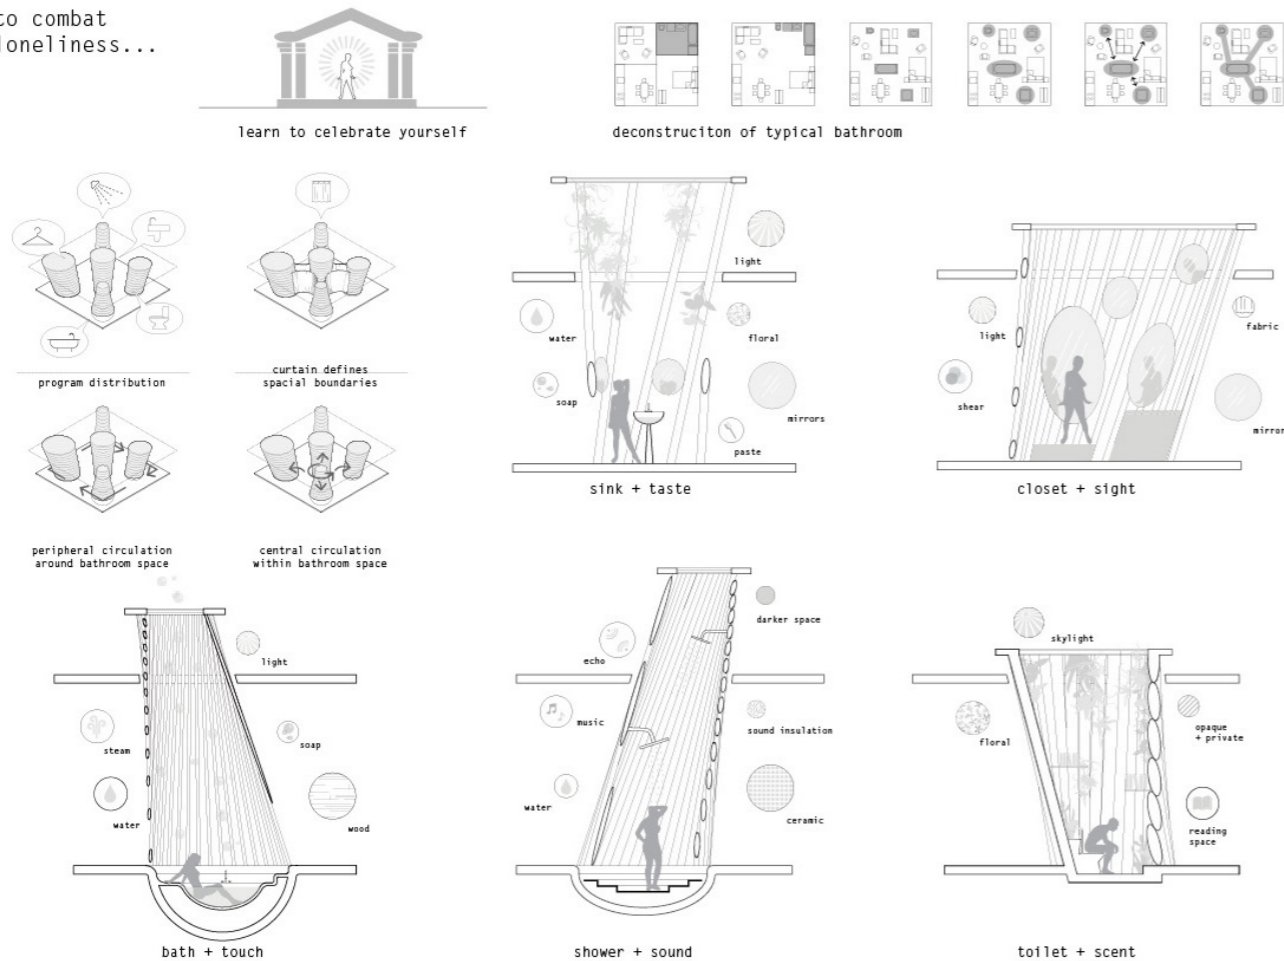 to combat
loneliness...
learn to celebrate yourself
deconstruciton of typical bathroom
program distribution
curtain defines
spacial boundaries
peripheral circulation
around bathroom space
central circulation
within bathroom space
light
water
floral
soap
mirrors
paste
sink + taste
light
fabric
shear
mirror
closet + sight
light
steam
soap
water
wood
bath + touch
darker space
echo
music
sound insulation
water
ceramic
shower + sound
skylight
floral
opaque
+ private
reading
space
toilet + scent